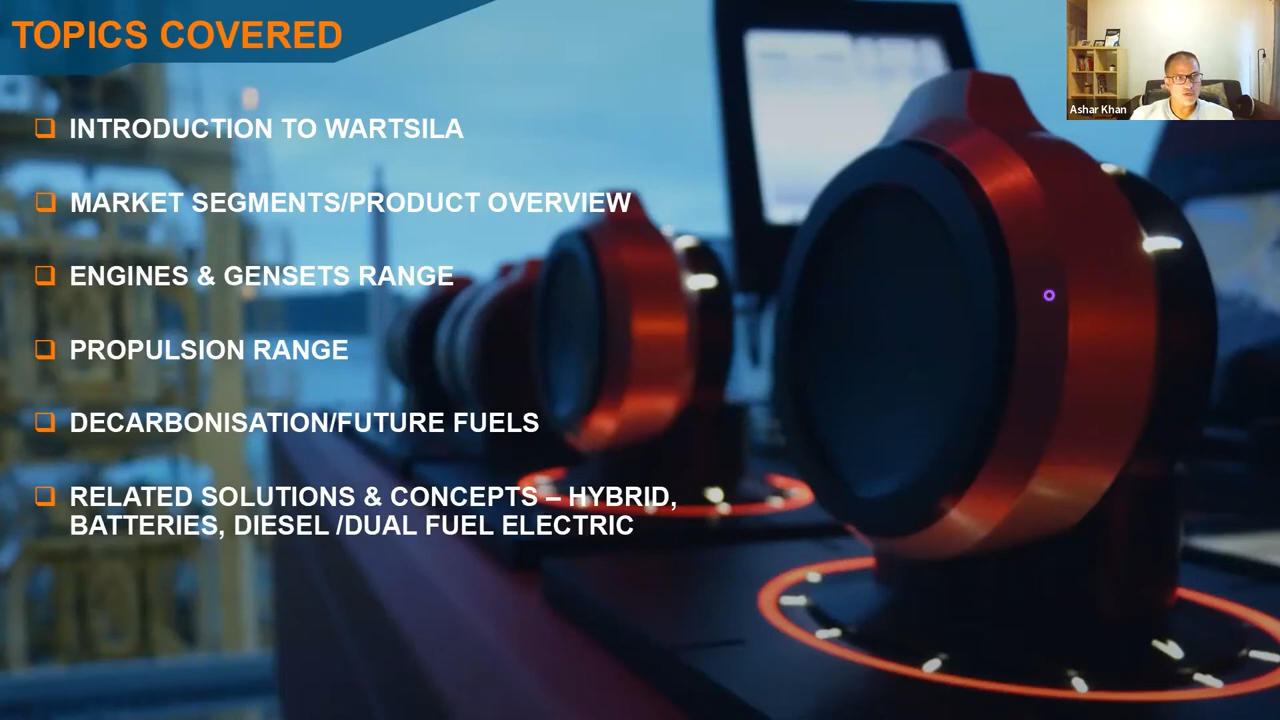 TOPICS COVERED
Ashar Khan
INTRODUCTION TO WARTSILA
MARKET SEGMENTS/PRODUCT OVERVIEW
ENGINES & GENSETS RANGE
PROPULSION RANGE
DECARBONISATION/FUTURE FUELS
RELATED SOLUTIONS & CONCEPTS – HYBRID,
BATTERIES, DIESEL /DUAL FUEL ELECTRIC